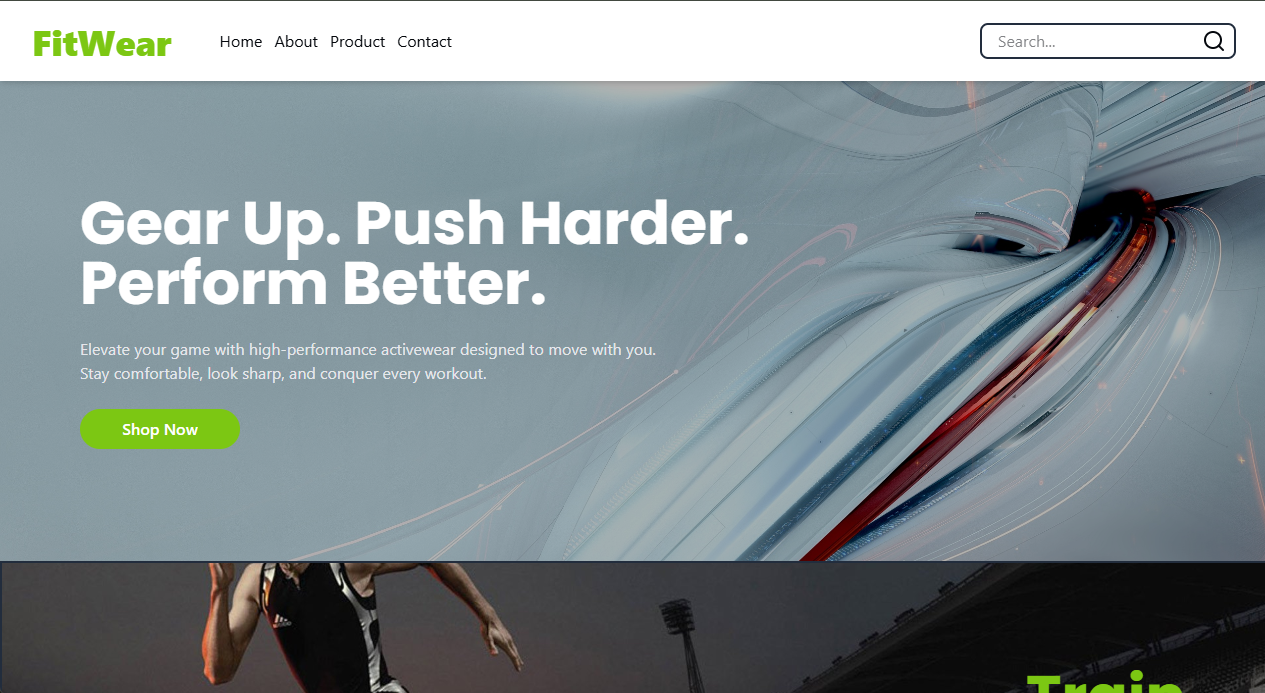 FitWear
Home About Product Contact
Search...
Gear Up. Push Harder.
Perform Better.
Elevate your game with high-performance activewear designed to move with you.
Stay comfortable, look sharp, and conquer every workout.
Shop Now
Train